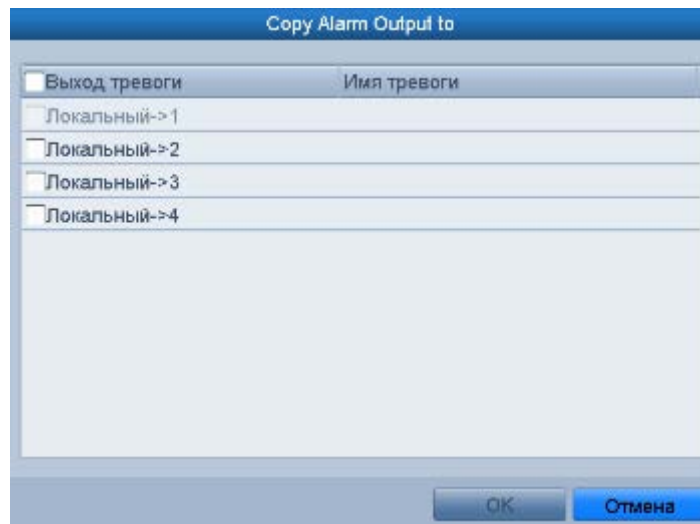 Copy Alarm Output to
Выход тревоги Имя тревоги
Локальный->1
Локальный->2
Локальный->3
Локальный->4
OK Отмена